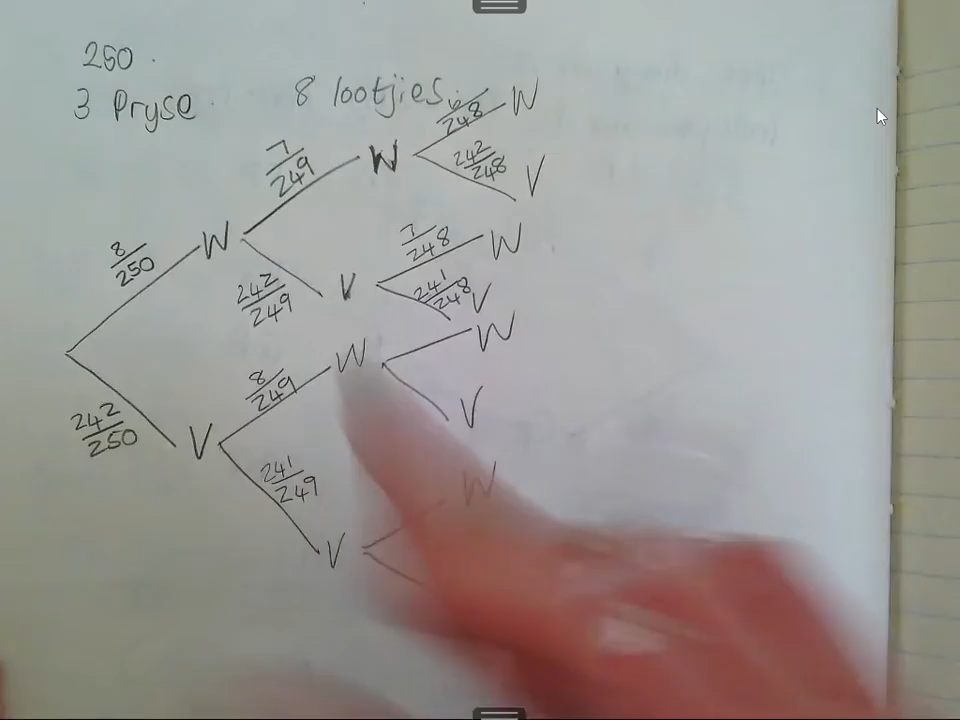 250.
3 Pryse. 8 lootjies.
6/248 W
7/249 W
242/248 V
8/250 W
7/248 W
242/249 V
241/248 V
W
8/249 W
242/250 V
V
241/249
W
V